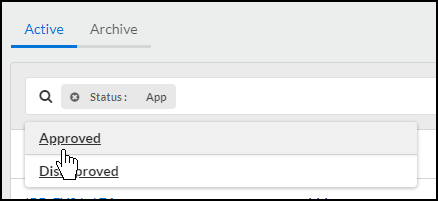 Active Archive
Status : App
Approved
Disapproved